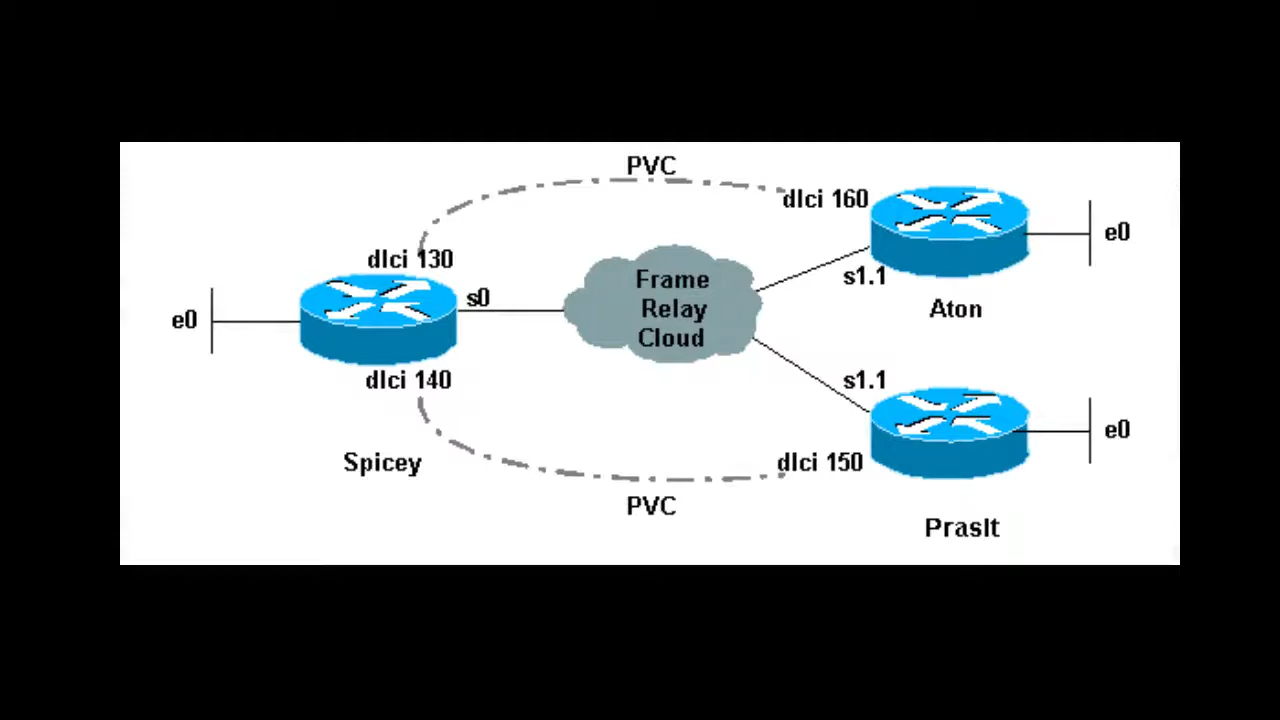 PVC
dlci 160
e0
s1.1
Aton
dlci 130
s0
e0
Frame
Relay
Cloud
dlci 140
Spicey
s1.1
e0
dlci 150
PVC
Praslt